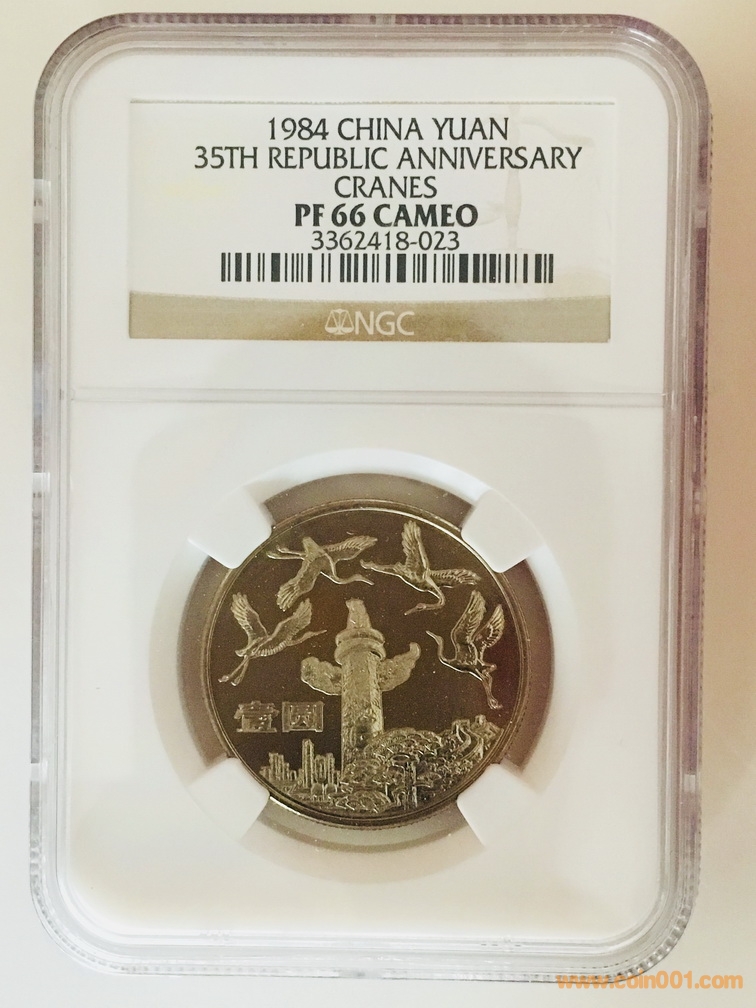 1984 CHINA YUAN
35TH REPUBLIC ANNIVERSARY
CRANES
PF 66 CAMEO
3362418-023
NGC
壹圆
www.coin001.com